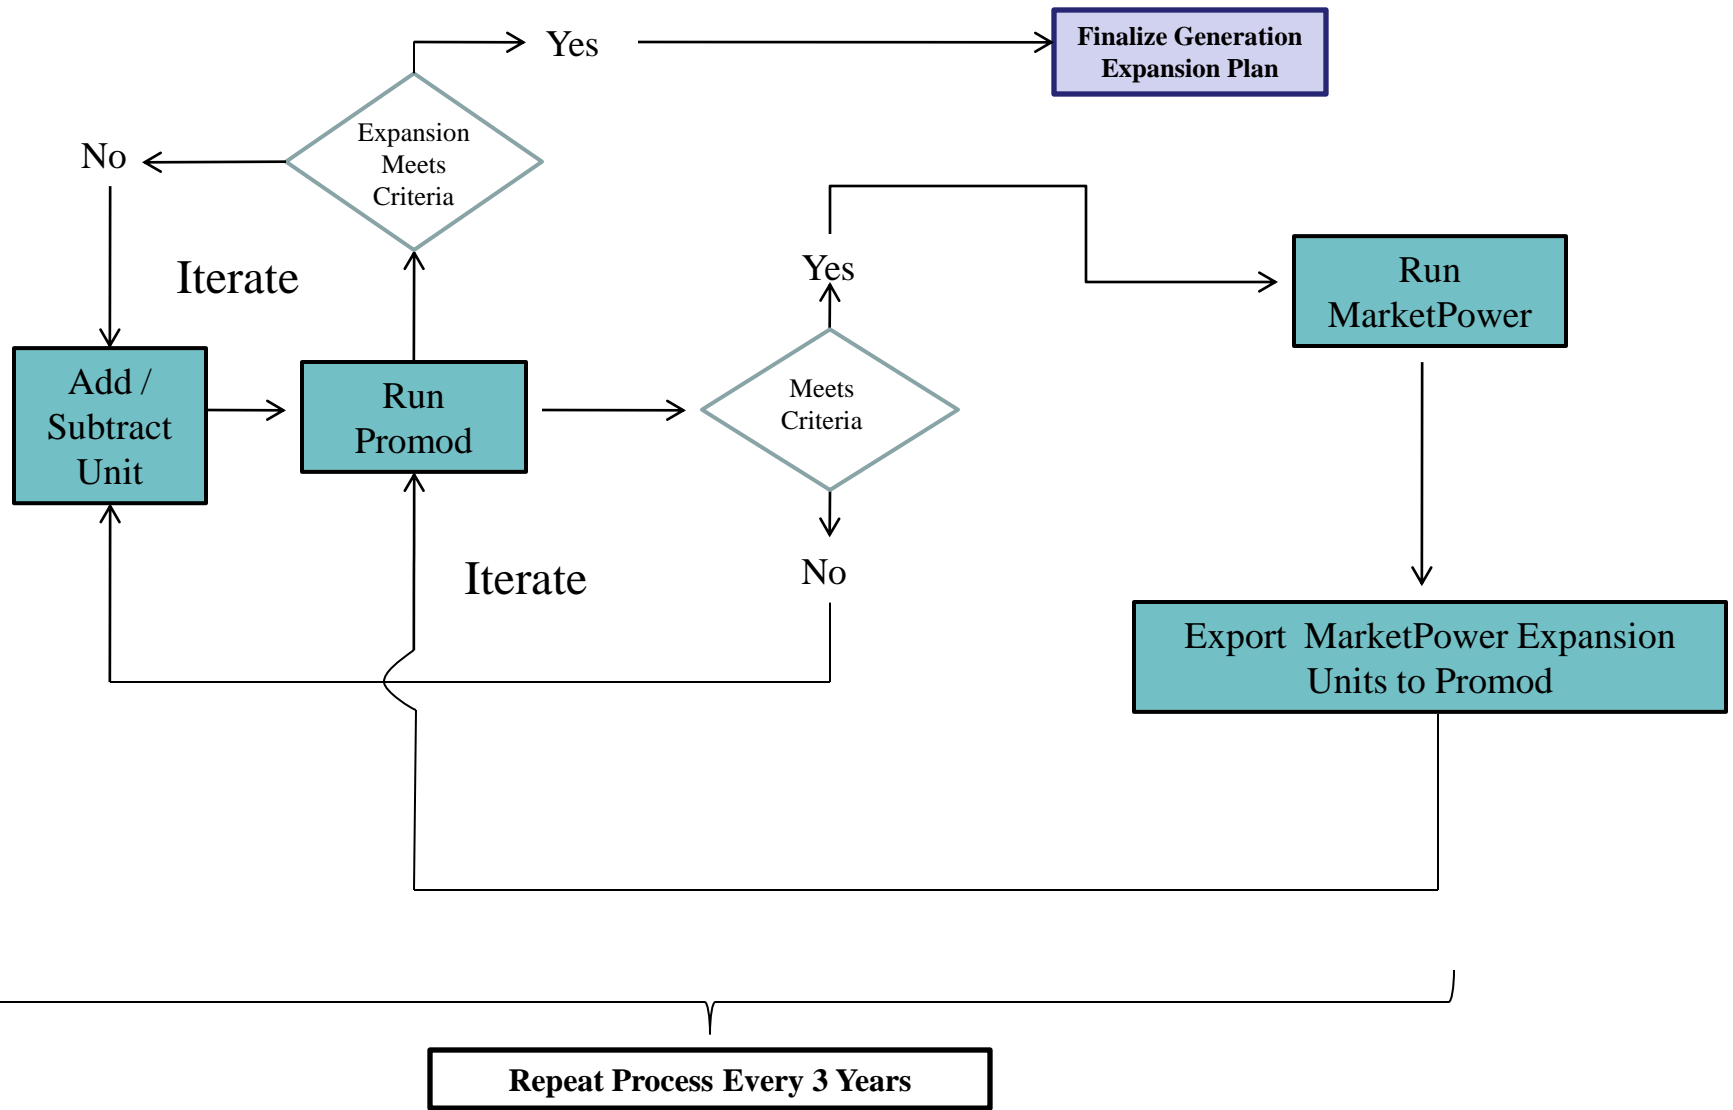 Yes
Finalize Generation
Expansion Plan
Expansion
Meets
Criteria
No
Iterate
Yes
Run
MarketPower
Add /
Subtract
Unit
Run
Promod
Meets
Criteria
Iterate
No
Export  MarketPower Expansion
Units to Promod
Repeat Process Every 3 Years